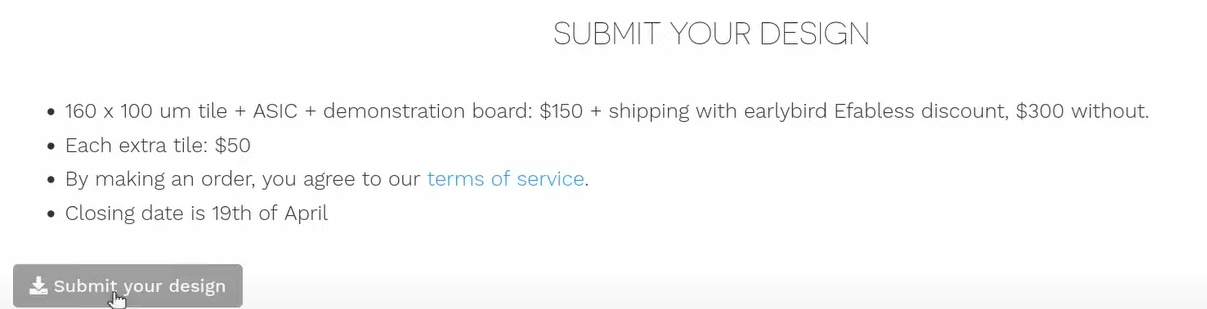 SUBMIT YOUR DESIGN
• 160 x 100 um tile + ASIC + demonstration board: $150 + shipping with earlybird Efabless discount, $300 without.
• Each extra tile: $50
• By making an order, you agree to our terms of service.
• Closing date is 19th of April
Submit your design